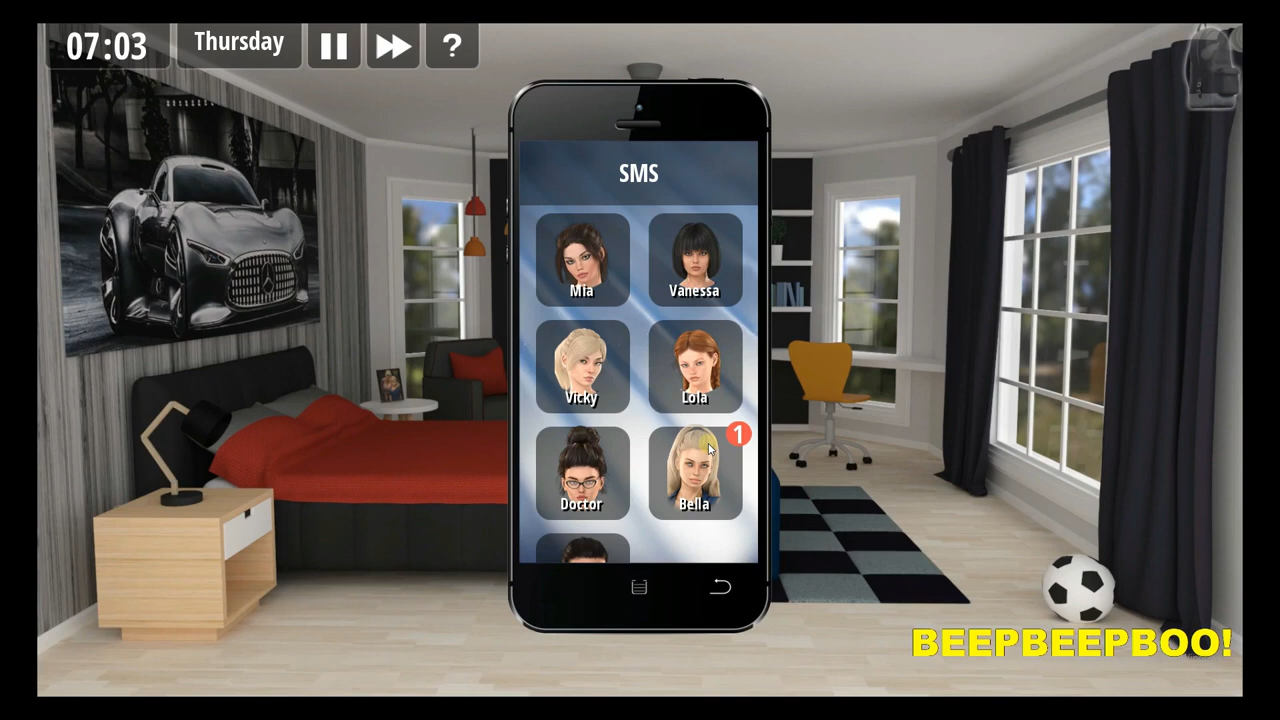 07:03
Thursday
?
SMS
Mia
Vanessa
Vicky
Lola
1
Doctor
Bella
BEEPBEEPBOO!